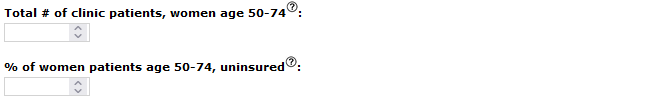 Total # of clinic patients, women age 50-74?:
% of women patients age 50-74, uninsured?: